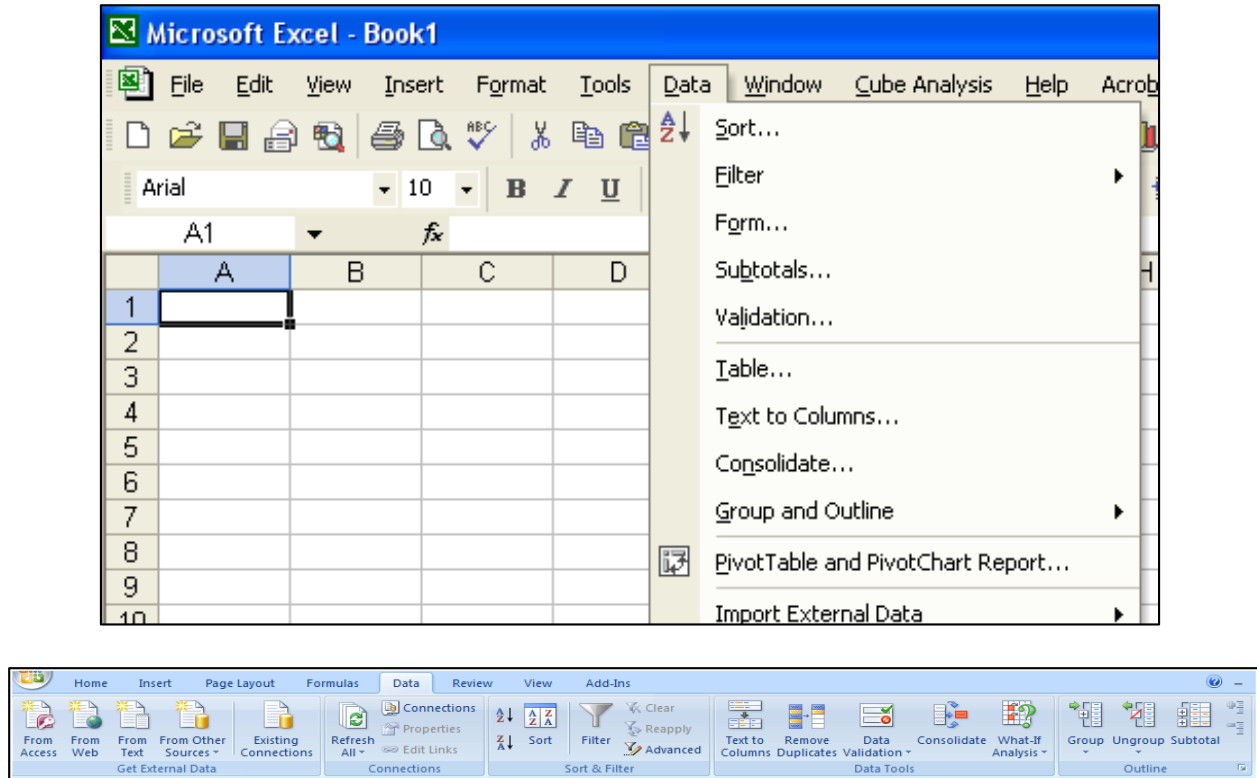 Microsoft Excel - Book1
File Edit View Insert Format Tools Data Window Cube Analysis Help Acrob
ABC
Arial 10 B I U
A1 fx
A B C D H
1
2
3
4
5
6
7
8
9
10
Sort...
Filter
Form...
Subtotals...
Validation...
Table...
Text to Columns...
Consolidate...
Group and Outline
PivotTable and PivotChart Report...
Import External Data
Home Insert Page Layout Formulas Data Review View Add-Ins
From Access
From Web
From Text
From Other Sources
Existing Connections
Get External Data
Refresh All
Connections
Properties
Edit Links
Connections
Sort
Filter
Clear
Reapply
Advanced
Sort & Filter
Text to Columns
Remove Duplicates
Data Validation
Consolidate
What-If Analysis
Data Tools
Group
Ungroup
Subtotal
Outline